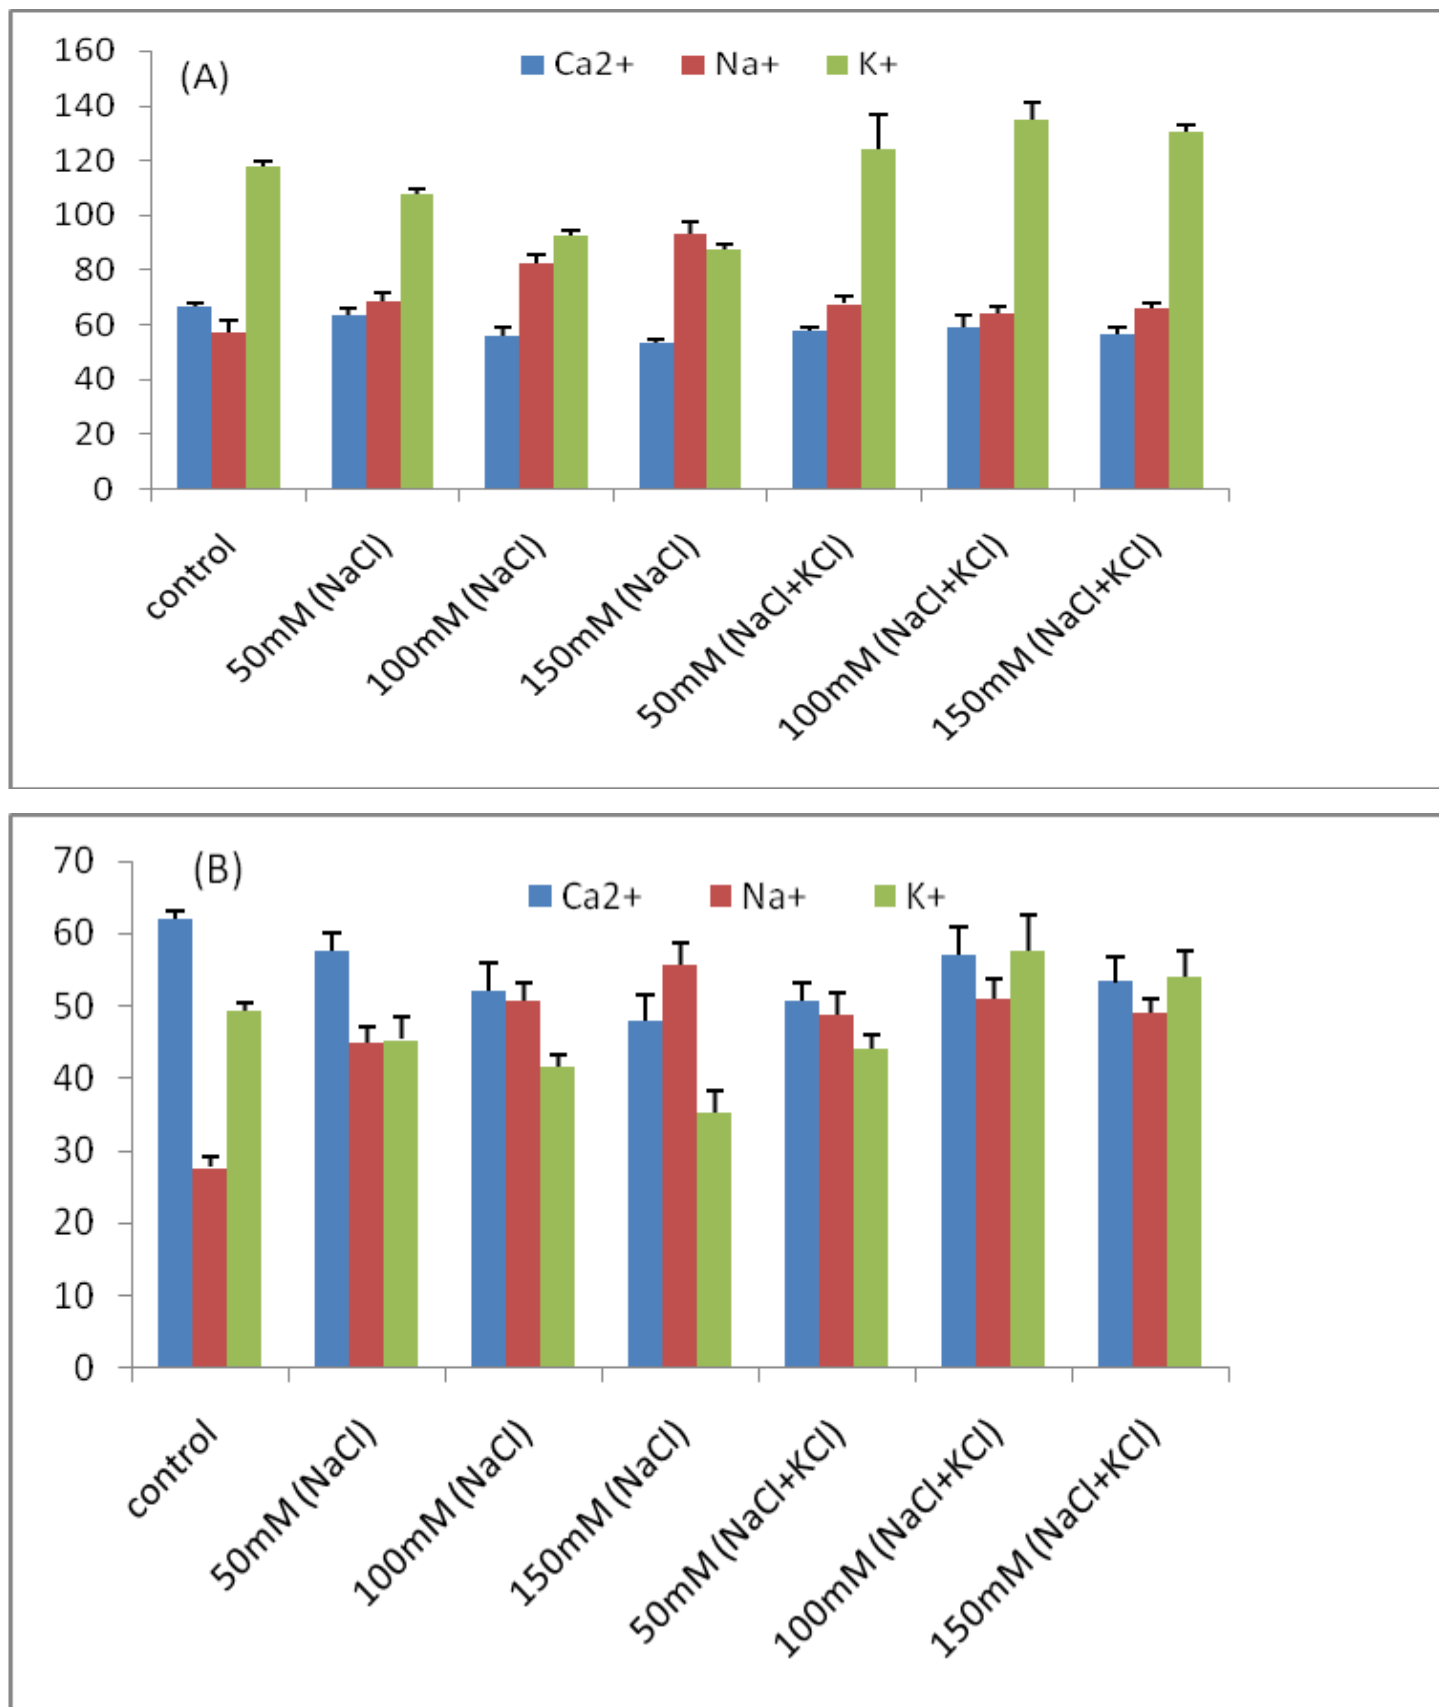 (A)
Ca2+ Na+ K+
160
140
120
100
80
60
40
20
0
control
50mM (NaCl)
100mM (NaCl)
150mM (NaCl)
50mM (NaCl+KCl)
100mM (NaCl+KCl)
150mM (NaCl+KCl)
(B)
Ca2+ Na+ K+
70
60
50
40
30
20
10
0
control
50mM (NaCl)
100mM (NaCl)
150mM (NaCl)
50mM (NaCl+KCl)
100mM (NaCl+KCl)
150mM (NaCl+KCl)